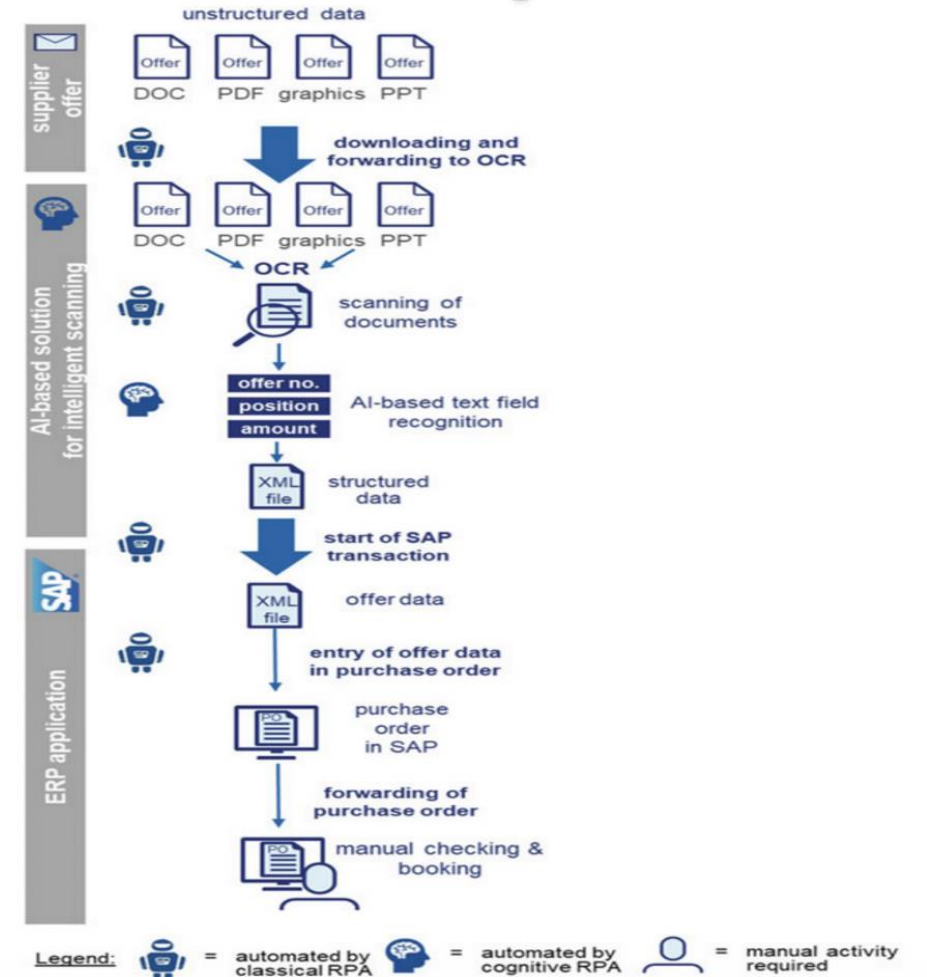 unstructured data
supplier
offer
Offer
Offer
Offer
Offer
DOC
PDF
graphics
PPT
downloading and
forwarding to OCR
AI-based solution
for intelligent scanning
Offer
Offer
Offer
Offer
DOC
PDF
graphics
PPT
OCR
scanning of
documents
offer no.
position
amount
AI-based text field
recognition
XML
file
structured
data
start of SAP
transaction
SAP
ERP application
XML
file
offer data
entry of offer data
in purchase order
PO
purchase
order
in SAP
forwarding of
purchase order
PO
manual checking &
booking
Legend:
= automated by
classical RPA
= automated by
cognitive RPA
= manual activity
required